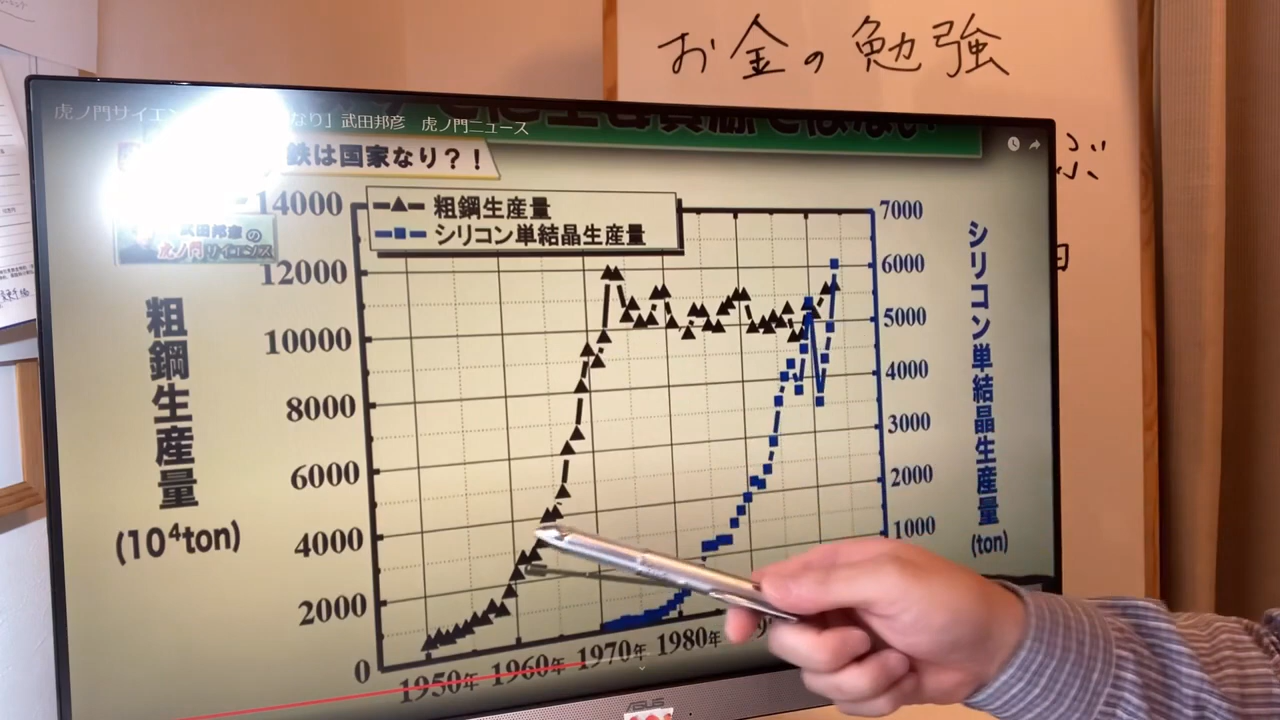 お金の勉強
ぶ
虎ノ門サイエン
なり」武田邦彦 虎ノ門ニュース
鉄は国家なり?!
武田邦彦の
虎ノ門サイエンス
粗鋼生産量
シリコン単結晶生産量
14000
12000
10000
8000
6000
4000
2000
0
粗鋼生産量
(10⁴ton)
7000
6000
5000
4000
3000
2000
1000
シリコン単結晶生産量
(ton)
1950年 1960年 1970年 1980年
ASUS